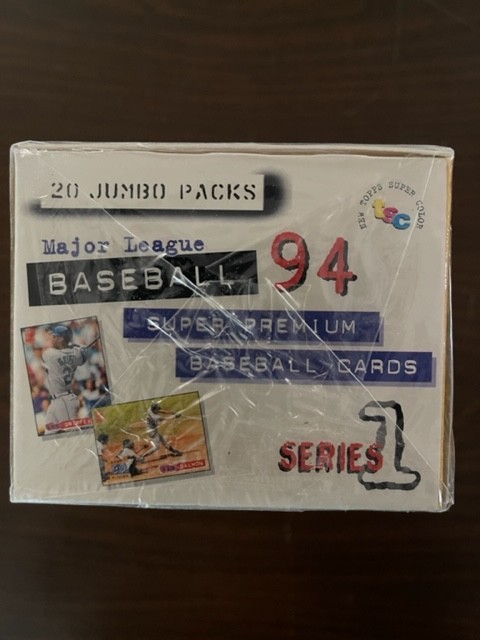 20 JUMBO PACKS
NEW TOPPS SUPER COLOR
tsc
Major League
BASEBALL 94
SUPER PREMIUM
BASEBALL CARDS
SERIES 1